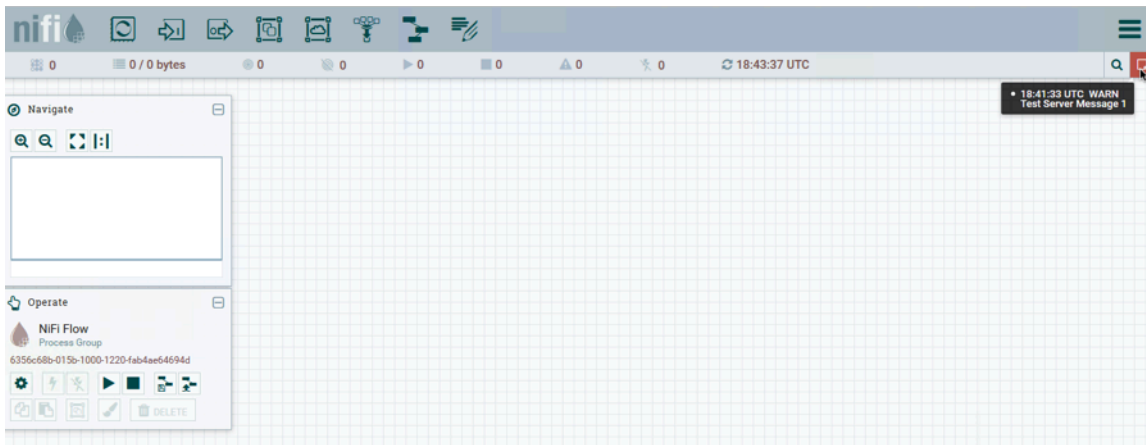 nifi
0
0 / 0 bytes
0
0
0
0
0
0
18:43:37 UTC
18:41:33 UTC WARN
Test Server Message 1
Navigate
Operate
NiFi Flow
Process Group
6356c68b-015b-1000-1220-fab4ae64694d
DELETE